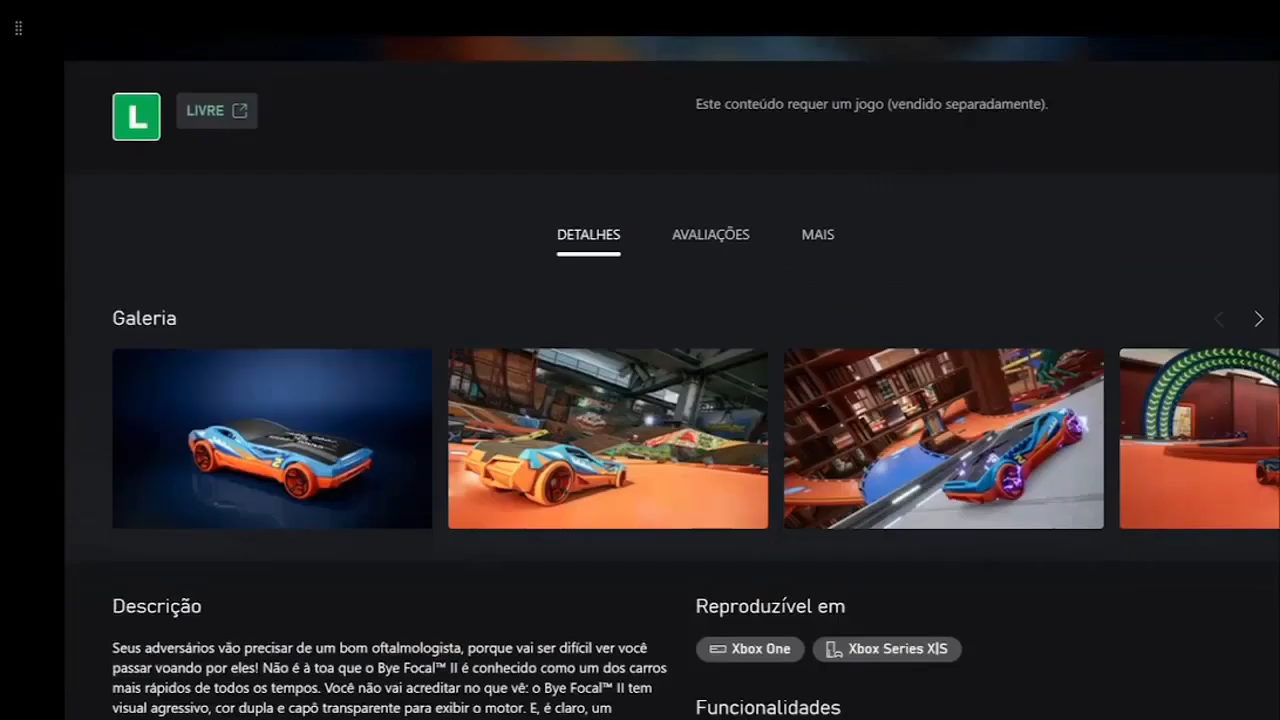 L
LIVRE
Este conteúdo requer um jogo (vendido separadamente).
DETALHES
AVALIAÇÕES
MAIS
Galeria
Descrição
Seus adversários vão precisar de um bom oftalmologista, porque vai ser difícil ver você
passar voando por eles! Não é à toa que o Bye Focal™ II é conhecido como um dos carros
mais rápidos de todos os tempos. Você não vai acreditar no que vê: o Bye Focal™ II tem
visual agressivo, cor dupla e capô transparente para exibir o motor. E, é claro, um
Reproduzível em
Xbox One
Xbox Series X|S
Funcionalidades